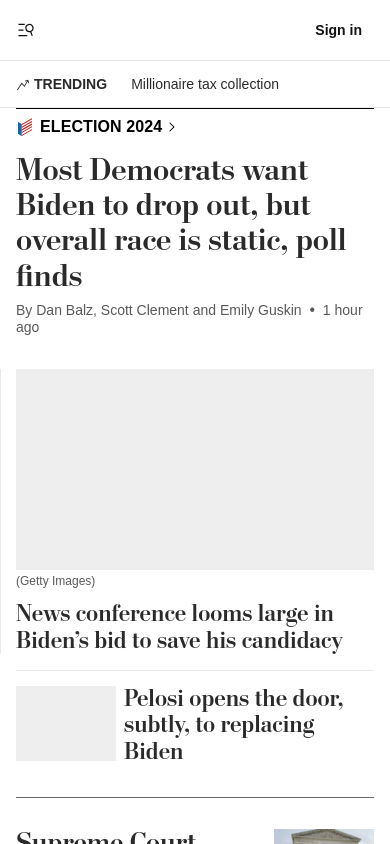 Sign in
TRENDING
Millionaire tax collection
ELECTION 2024
Most Democrats want
Biden to drop out, but
overall race is static, poll
finds
By Dan Balz, Scott Clement and Emily Guskin • 1 hour
ago
(Getty Images)
News conference looms large in
Biden’s bid to save his candidacy
Pelosi opens the door,
subtly, to replacing
Biden
Supreme Court